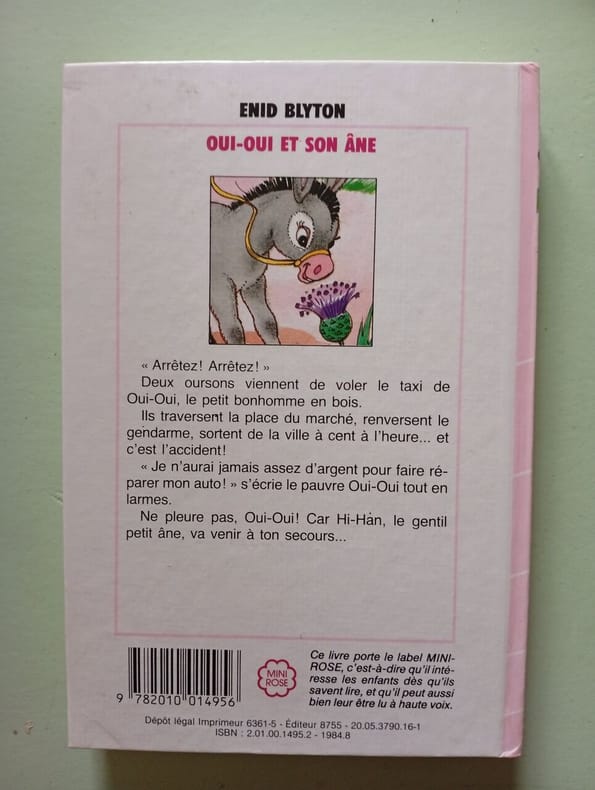 ENID BLYTON
OUI-OUI ET SON ÂNE
« Arrêtez! Arrêtez! »
Deux oursons viennent de voler le taxi de
Oui-Oui, le petit bonhomme en bois.
Ils traversent la place du marché, renversent le
gendarme, sortent de la ville à cent à l'heure... et
c'est l'accident!
« Je n'aurai jamais assez d'argent pour faire ré-
parer mon auto! » s'écrie le pauvre Oui-Oui tout en
larmes.
Ne pleure pas, Oui-Oui! Car Hi-Han, le gentil
petit âne, va venir à ton secours...
9 782010 014956
MINI
ROSE
Ce livre porte le label MINI-
ROSE, c'est-à-dire qu'il inté-
resse les enfants dès qu'ils
savent lire, et qu'il peut aussi
bien leur être lu à haute voix.
Dépôt légal Imprimeur 6361-5 - Éditeur 8755 - 20.05.3790.16-1
ISBN : 2.01.00.1495.2 - 1984.8